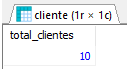 cliente (1r × 1c)
total_clientes
10